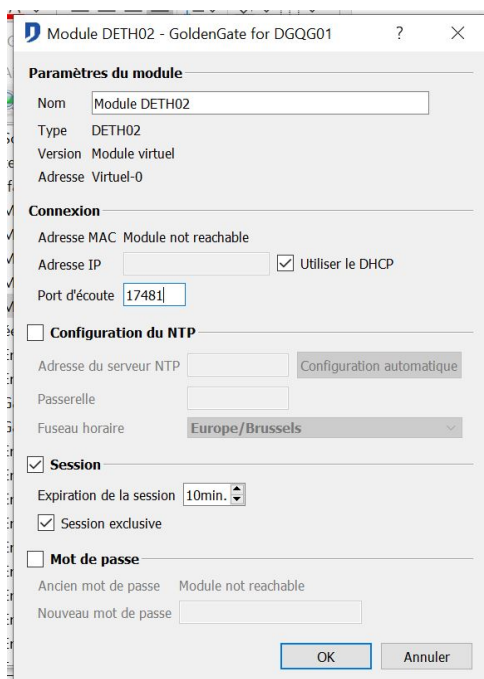 Module DETH02 - GoldenGate for DGQG01 ? ×
Paramètres du module
Nom Module DETH02
Type DETH02
Version Module virtuel
Adresse Virtuel-0
Connexion
Adresse MAC Module not reachable
Adresse IP Utiliser le DHCP
Port d'écoute 17481
Configuration du NTP
Adresse du serveur NTP Configuration automatique
Passerelle
Fuseau horaire Europe/Brussels
Session
Expiration de la session 10min.
Session exclusive
Mot de passe
Ancien mot de passe Module not reachable
Nouveau mot de passe
OK Annuler